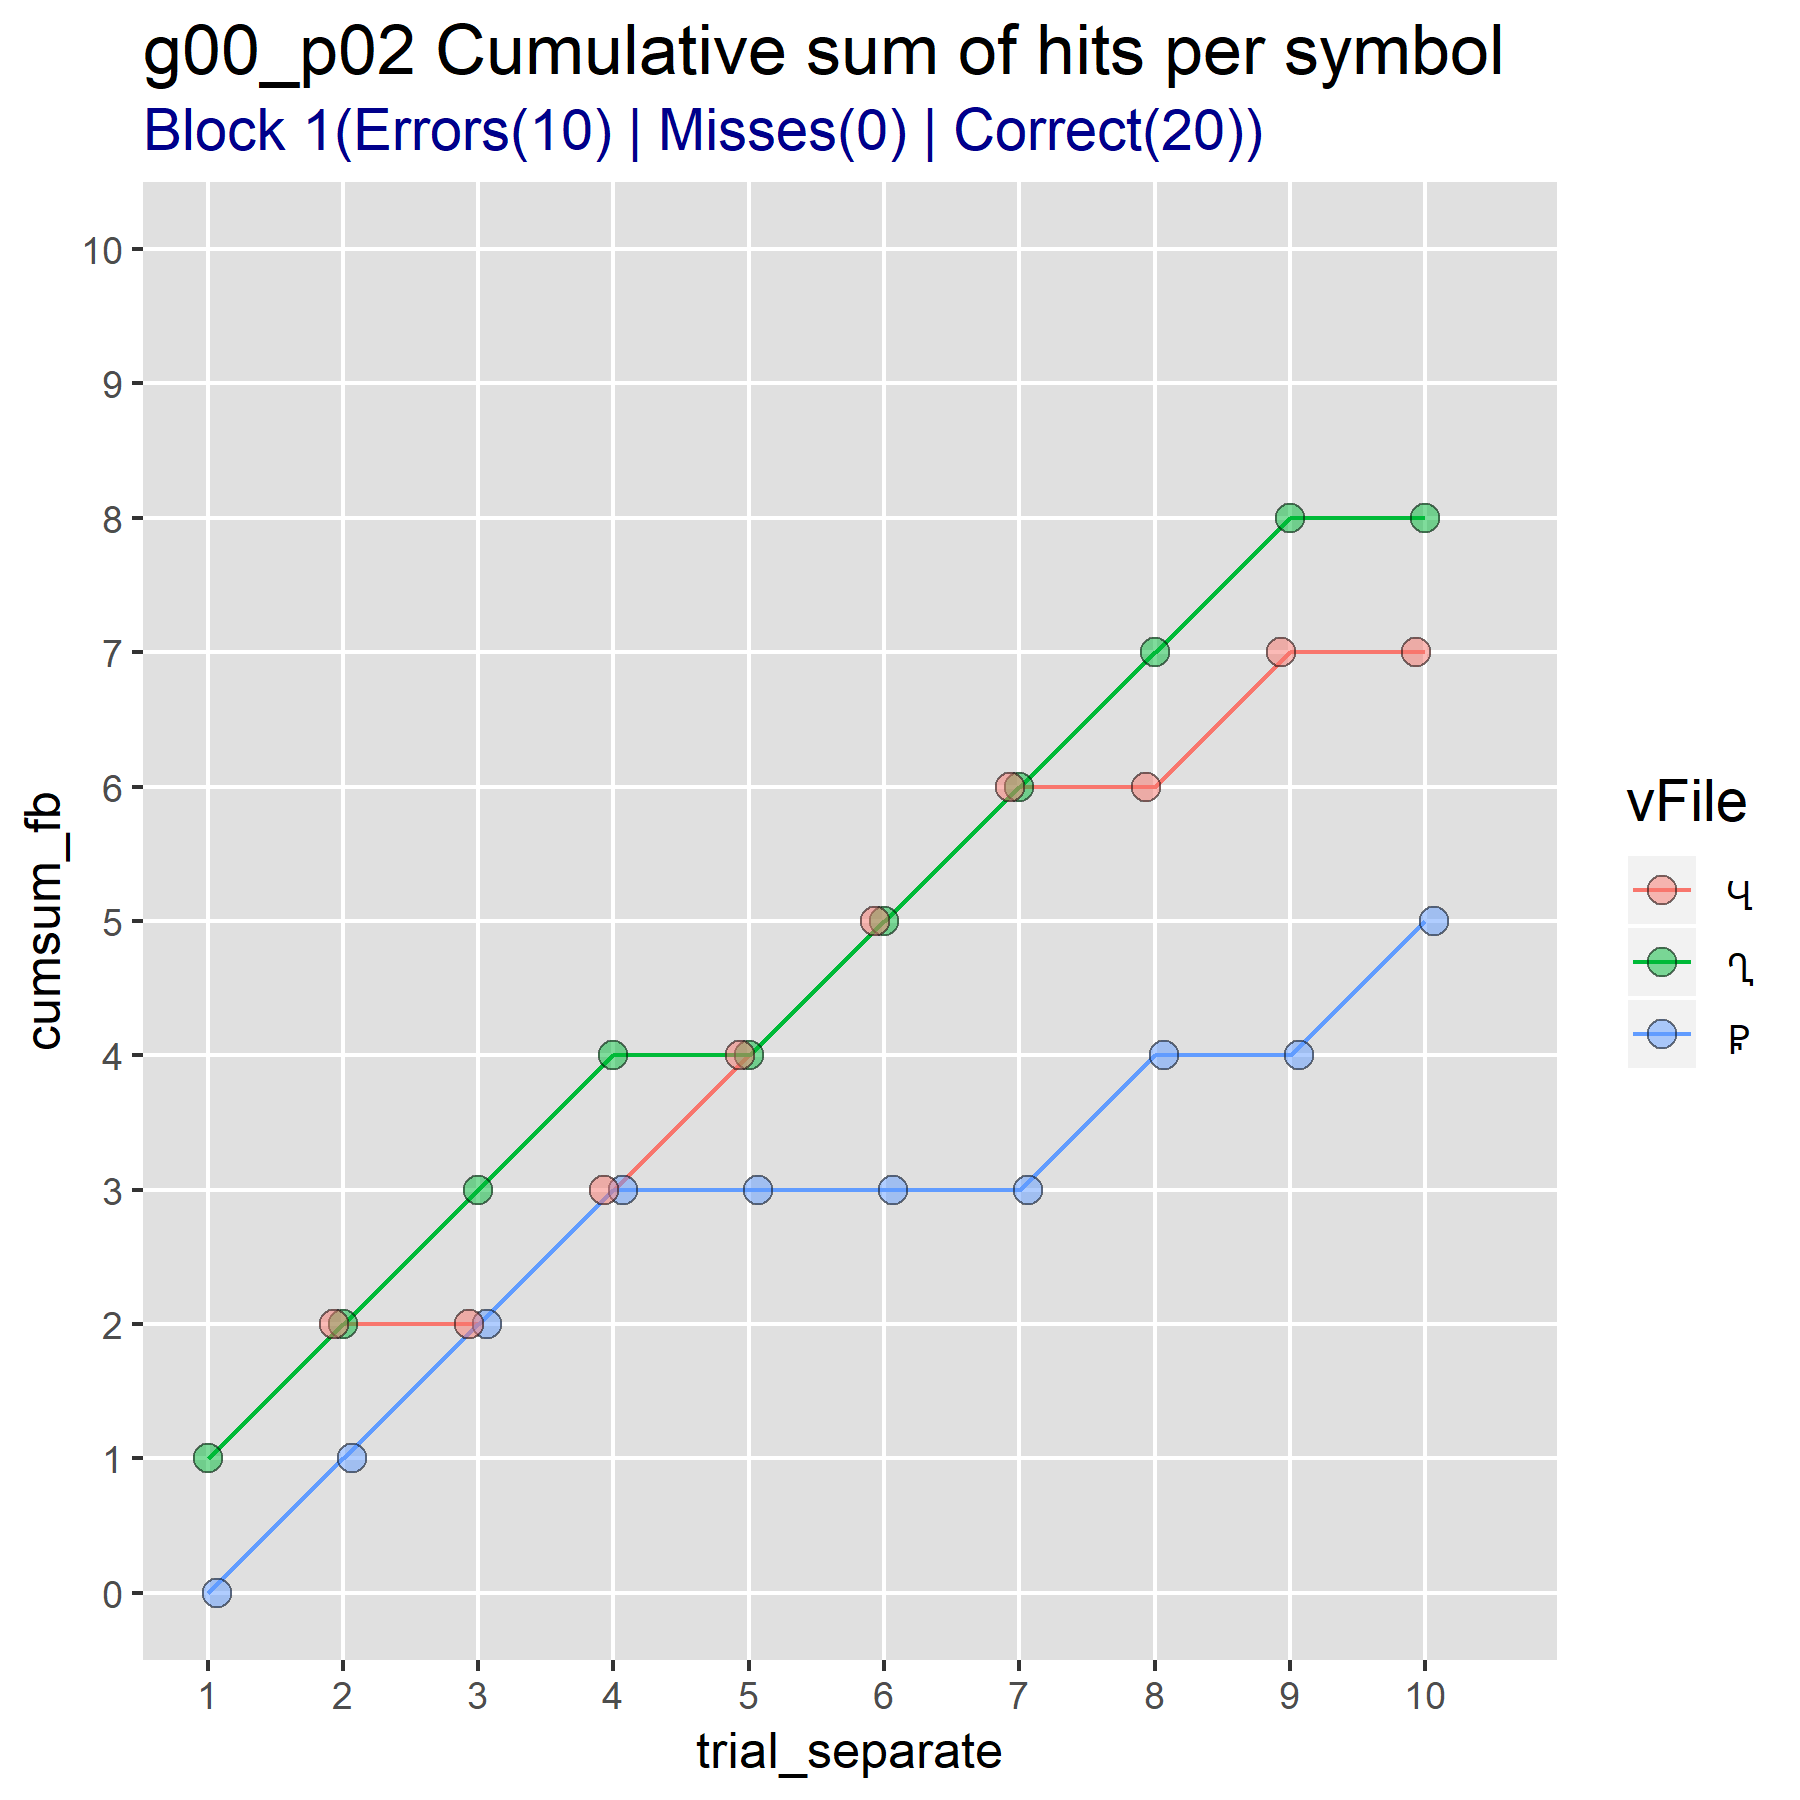 g00_p02 Cumulative sum of hits per symbol
Block 1(Errors(10) | Misses(0) | Correct(20))
10
9
8
7
6
5
4
3
2
1
0
cumsum_fb
1 2 3 4 5 6 7 8 9 10
trial_separate
vFile